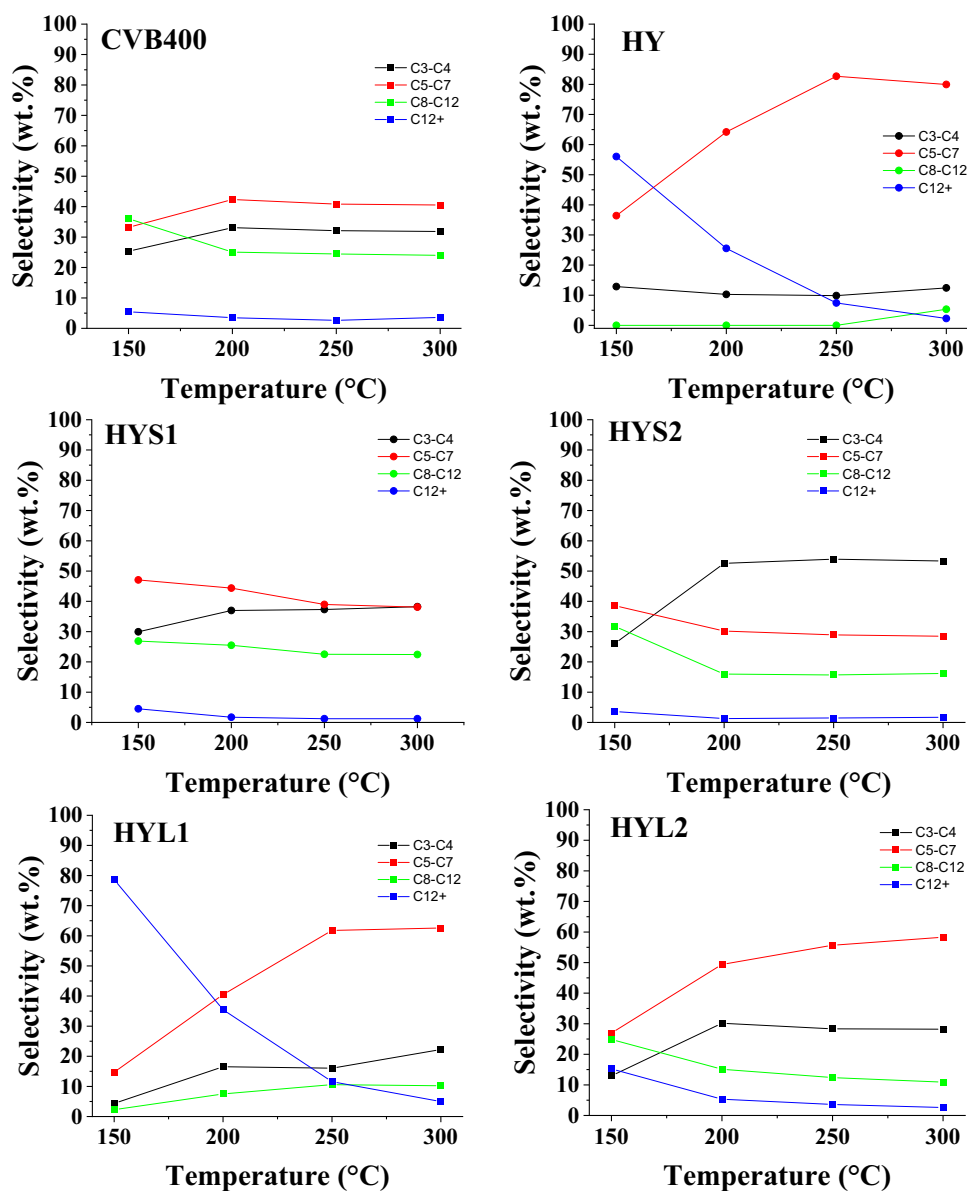 CVB400
C3-C4
C5-C7
C8-C12
C12+
100
90
80
70
60
50
40
30
20
10
0
Selectivity (wt.%)
150 200 250 300
Temperature (°C)
HY
C3-C4
C5-C7
C8-C12
C12+
100
90
80
70
60
50
40
30
20
10
0
Selectivity (wt.%)
150 200 250 300
Temperature (°C)
HYS1
C3-C4
C5-C7
C8-C12
C12+
100
90
80
70
60
50
40
30
20
10
0
Selectivity (wt.%)
150 200 250 300
Temperature (°C)
HYS2
C3-C4
C5-C7
C8-C12
C12+
100
90
80
70
60
50
40
30
20
10
0
Selectivity (wt.%)
150 200 250 300
Temperature (°C)
HYL1
C3-C4
C5-C7
C8-C12
C12+
100
90
80
70
60
50
40
30
20
10
0
Selectivity (wt.%)
150 200 250 300
Temperature (°C)
HYL2
C3-C4
C5-C7
C8-C12
C12+
100
90
80
70
60
50
40
30
20
10
0
Selectivity (wt.%)
150 200 250 300
Temperature (°C)